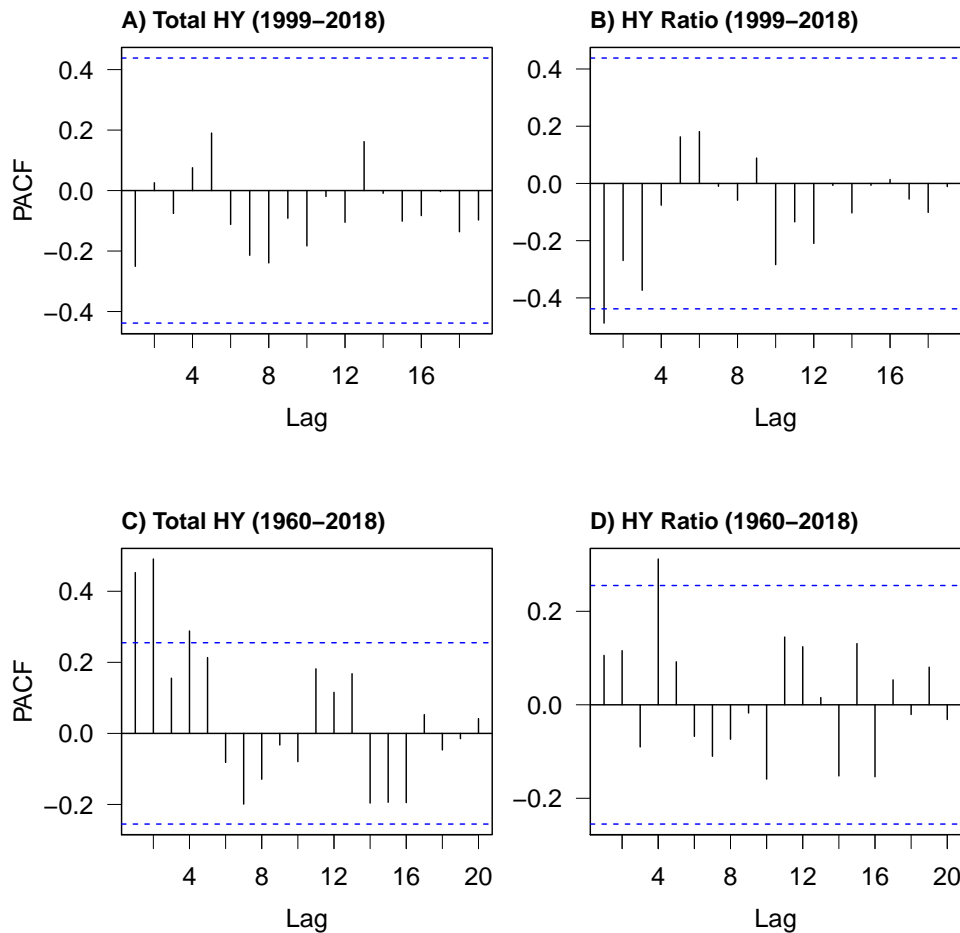 A) Total HY (1999−2018)
PACF
0.4
0.2
0.0
−0.2
−0.4
4 8 12 16
Lag
B) HY Ratio (1999−2018)
0.4
0.2
0.0
−0.2
−0.4
4 8 12 16
Lag
C) Total HY (1960−2018)
PACF
0.4
0.2
0.0
−0.2
4 8 12 16 20
Lag
D) HY Ratio (1960−2018)
0.2
0.0
−0.2
4 8 12 16 20
Lag